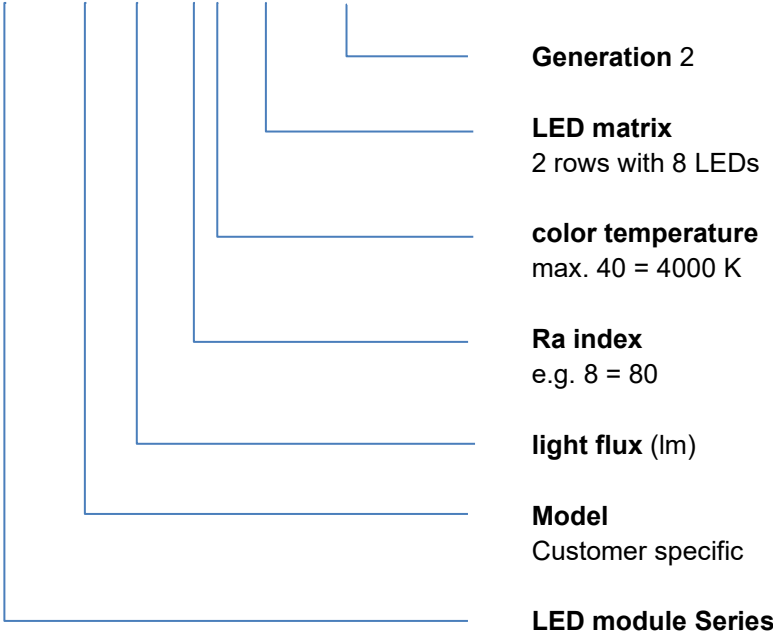 Generation 2
LED matrix
2 rows with 8 LEDs
color temperature
max. 40 = 4000 K
Ra index
e.g. 8 = 80
light flux (lm)
Model
Customer specific
LED module Series